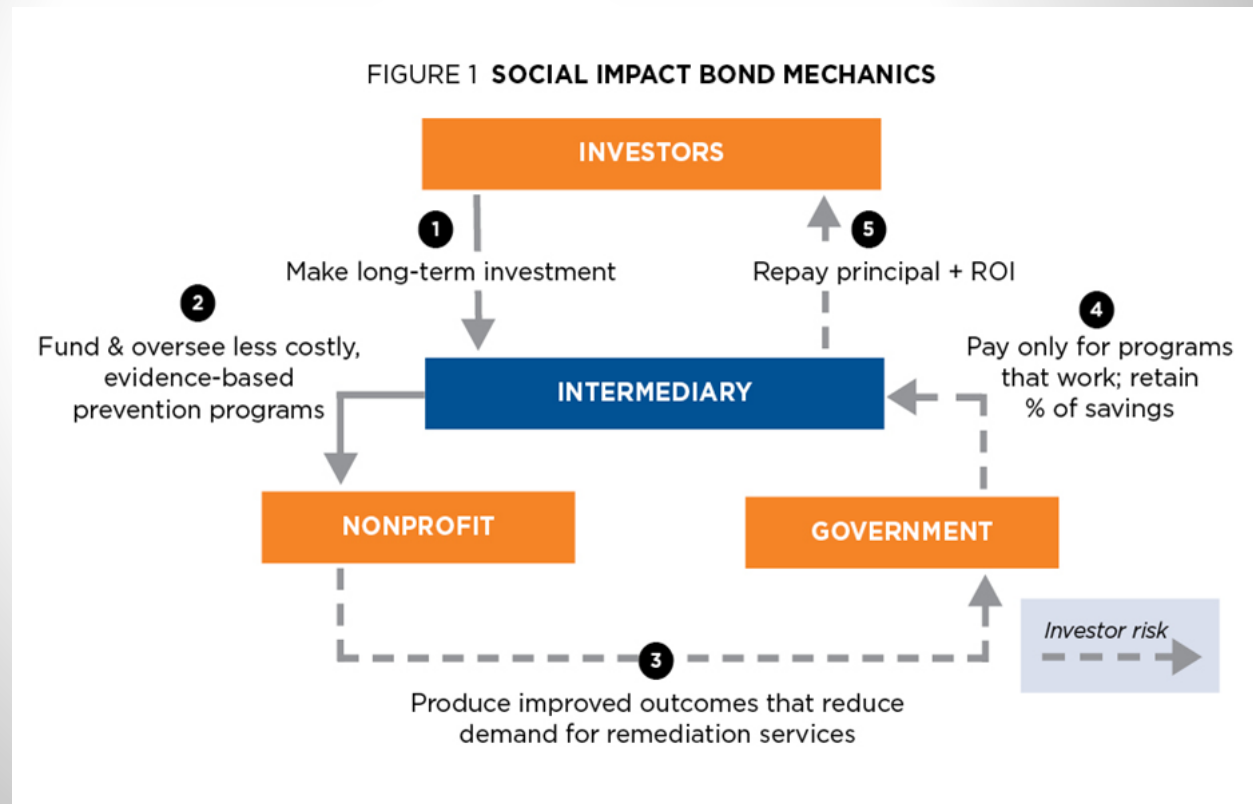 FIGURE 1 SOCIAL IMPACT BOND MECHANICS
INVESTORS
1
Make long-term investment
5
Repay principal + ROI
2
Fund & oversee less costly,
evidence-based
prevention programs
4
Pay only for programs
that work; retain
% of savings
INTERMEDIARY
NONPROFIT
GOVERNMENT
Investor risk
3
Produce improved outcomes that reduce
demand for remediation services